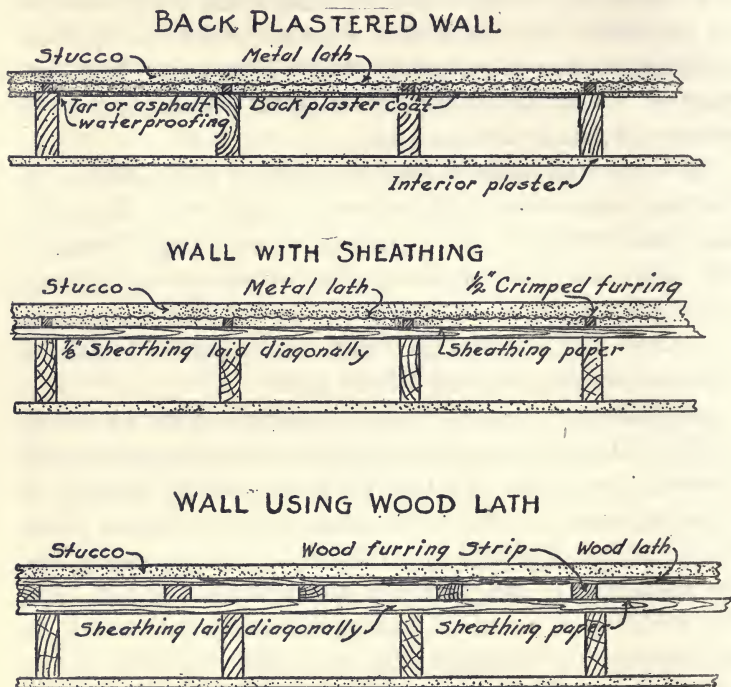 BACK PLASTERED WALL
Stucco
Metal lath
Tar or asphalt
waterproofing
Back plaster coat
Interior plaster
WALL WITH SHEATHING
Stucco
Metal lath
½" Crimped furring
⅞" Sheathing laid diagonally
Sheathing paper
WALL USING WOOD LATH
Stucco
Wood furring Strip
Wood lath
Sheathing laid diagonally
Sheathing paper